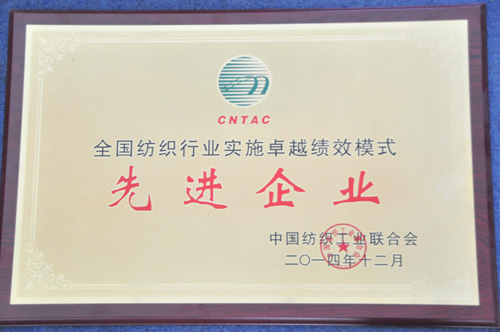 CNTAC
全国纺织行业实施卓越绩效模式
先进企业
中国纺织工业联合会
二〇一四年十二月